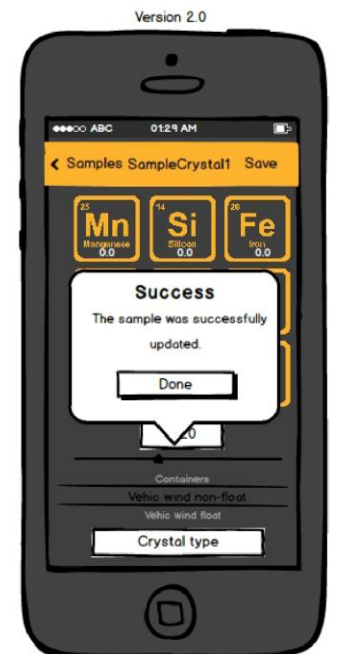 Version 2.0
ABC 01:29 AM
Samples SampleCrystal1 Save
25 14 26
Mn Si Fe
Manganese Silicon Iron
0.0 0.0 0.0
Success
The sample was successfully
updated.
Done
Containers
Vehic wind non-float
Vehic wind float
Crystal type